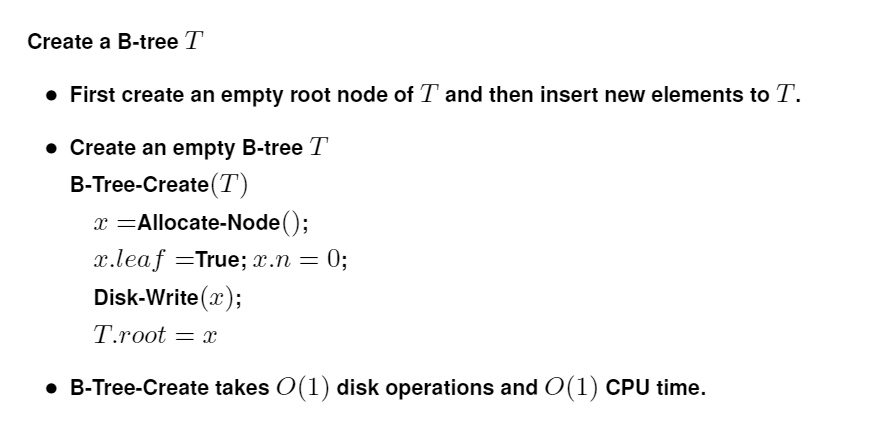 Create a B-tree T
• First create an empty root node of T and then insert new elements to T.
• Create an empty B-tree T
B-Tree-Create(T)
x =Allocate-Node();
x.leaf =True; x.n = 0;
Disk-Write(x);
T.root = x
• B-Tree-Create takes O(1) disk operations and O(1) CPU time.